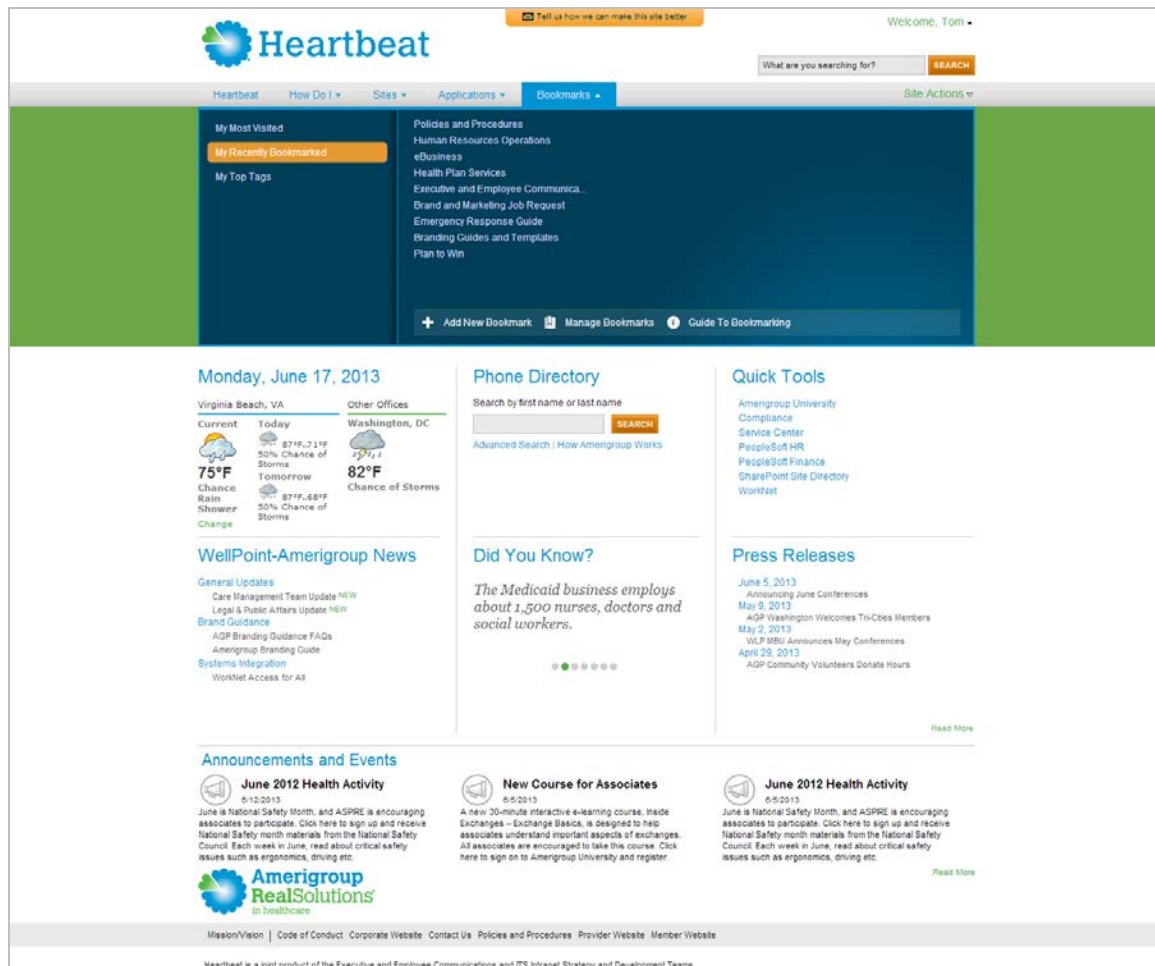 Tell us how we can make this site better
Welcome, Tom
Heartbeat
What are you searching for?
SEARCH
Heartbeat How Do I Sites Applications Bookmarks Site Actions
My Most Visited
My Recently Bookmarked
My Top Tags
Policies and Procedures
Human Resources Operations
eBusiness
Health Plan Services
Executive and Employee Communica...
Brand and Marketing Job Request
Emergency Response Guide
Branding Guides and Templates
Plan to Win
Add New Bookmark Manage Bookmarks Guide To Bookmarking
Monday, June 17, 2013
Virginia Beach, VA
Current
75°F
Chance
Rain
Shower
Change
Today
87°F..71°F
50% Chance of
Storms
Tomorrow
87°F..68°F
50% Chance of
Storms
Other Offices
Washington, DC
82°F
Chance of Storms
Phone Directory
Search by first name or last name
SEARCH
Advanced Search | How Amerigroup Works
Quick Tools
Amerigroup University
Compliance
Service Center
PeopleSoft HR
PeopleSoft Finance
SharePoint Site Directory
WorkNet
WellPoint-Amerigroup News
General Updates
Care Management Team Update NEW
Legal & Public Affairs Update NEW
Brand Guidance
AGP Branding Guidance FAQs
Amerigroup Branding Guide
Systems Integration
WorkNet Access for All
Did You Know?
The Medicaid business employs
about 1,500 nurses, doctors and
social workers.
Press Releases
June 5, 2013
Announcing June Conferences
May 9, 2013
AGP Washington Welcomes Tri-Cities Members
May 2, 2013
WLP MBU Announces May Conferences
April 29, 2013
AGP Community Volunteers Donate Hours
Read More
Announcements and Events
June 2012 Health Activity
6/12/2013
June is National Safety Month, and ASPRE is encouraging
associates to participate. Click here to sign up and receive
National Safety month materials from the National Safety
Council. Each week in June, read about critical safety
issues such as ergonomics, driving etc.
New Course for Associates
6/5/2013
A new 30-minute interactive e-learning course, Inside
Exchanges – Exchange Basics, is designed to help
associates understand important aspects of exchanges.
All associates are encouraged to take this course. Click
here to sign on to Amerigroup University and register.
June 2012 Health Activity
6/5/2013
June is National Safety Month, and ASPRE is encouraging
associates to participate. Click here to sign up and receive
National Safety month materials from the National Safety
Council. Each week in June, read about critical safety
issues such as ergonomics, driving etc.
Read More
Amerigroup
RealSolutions
in healthcare
Mission/Vision | Code of Conduct Corporate Website Contact Us Policies and Procedures Provider Website Member Website
Heartbeat is a joint product of the Executive and Employee Communications and ITS Intranet Strategy and Development Teams